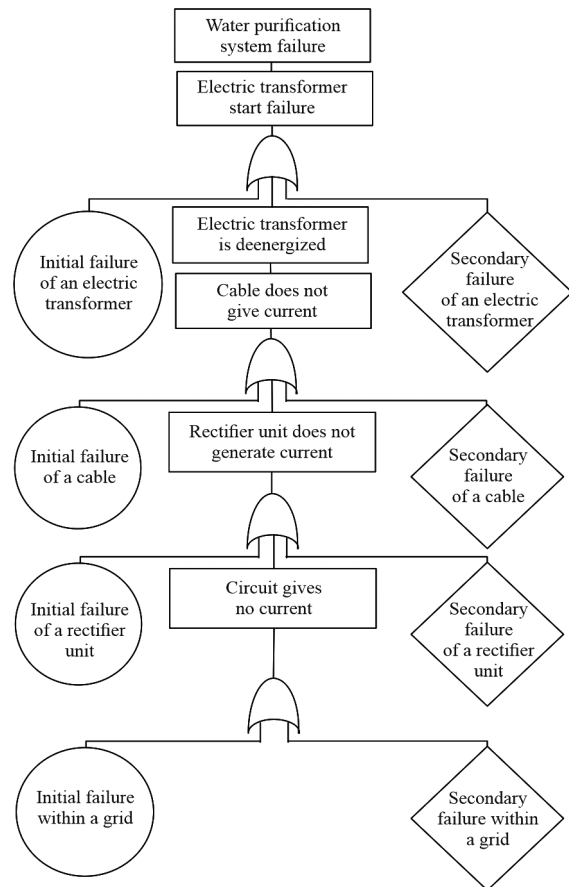 Water purification
system failure
Electric transformer
start failure
Initial failure
of an electric
transformer
Electric transformer
is deenergized
Cable does not
give current
Secondary
failure
of an electric
transformer
Initial failure
of a cable
Rectifier unit does not
generate current
Secondary
failure
of a cable
Initial failure
of a rectifier
unit
Circuit gives
no current
Secondary
failure
of a rectifier
unit
Initial failure
within a grid
Secondary
failure within
a grid